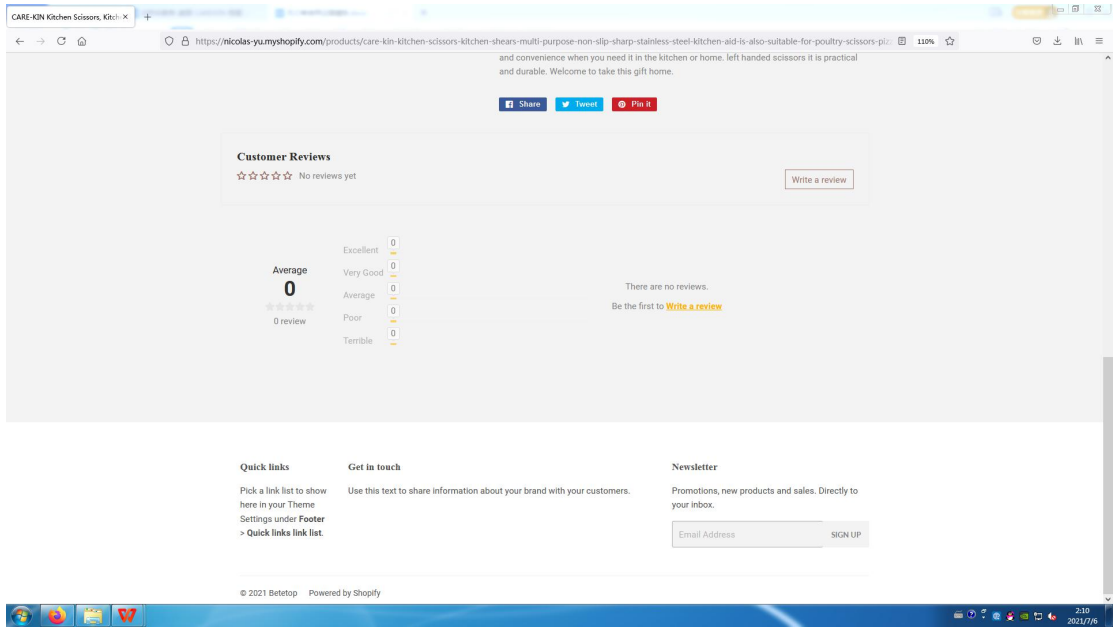 CARE-KIN Kitchen Scissors, Kitch
https://nicolas-yu.myshopify.com/products/care-kin-kitchen-scissors-kitchen-shears-multi-purpose-non-slip-sharp-stainless-steel-kitchen-aid-is-also-suitable-for-poultry-scissors-piz 110%
and convenience when you need it in the kitchen or home. left handed scissors it is practical
and durable. Welcome to take this gift home.
Share Tweet Pin it
Customer Reviews
No reviews yet
Write a review
Excellent 0
Very Good 0
Average 0
Poor 0
Terrible 0
Average
0
0 review
There are no reviews.
Be the first to Write a review
Quick links
Pick a link list to show
here in your Theme
Settings under Footer
> Quick links link list.
Get in touch
Use this text to share information about your brand with your customers.
Newsletter
Promotions, new products and sales. Directly to
your inbox.
Email Address SIGN UP
© 2021 Betetop Powered by Shopify
2:10
2021/7/6